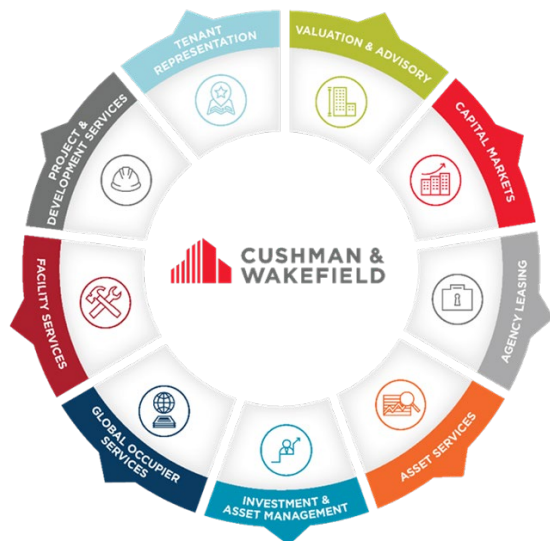 TENANT
REPRESENTATION
VALUATION & ADVISORY
CAPITAL MARKETS
AGENCY LEASING
ASSET SERVICES
INVESTMENT &
ASSET MANAGEMENT
GLOBAL OCCUPIER
SERVICES
FACILITY SERVICES
PROJECT &
DEVELOPMENT SERVICES
CUSHMAN &
WAKEFIELD